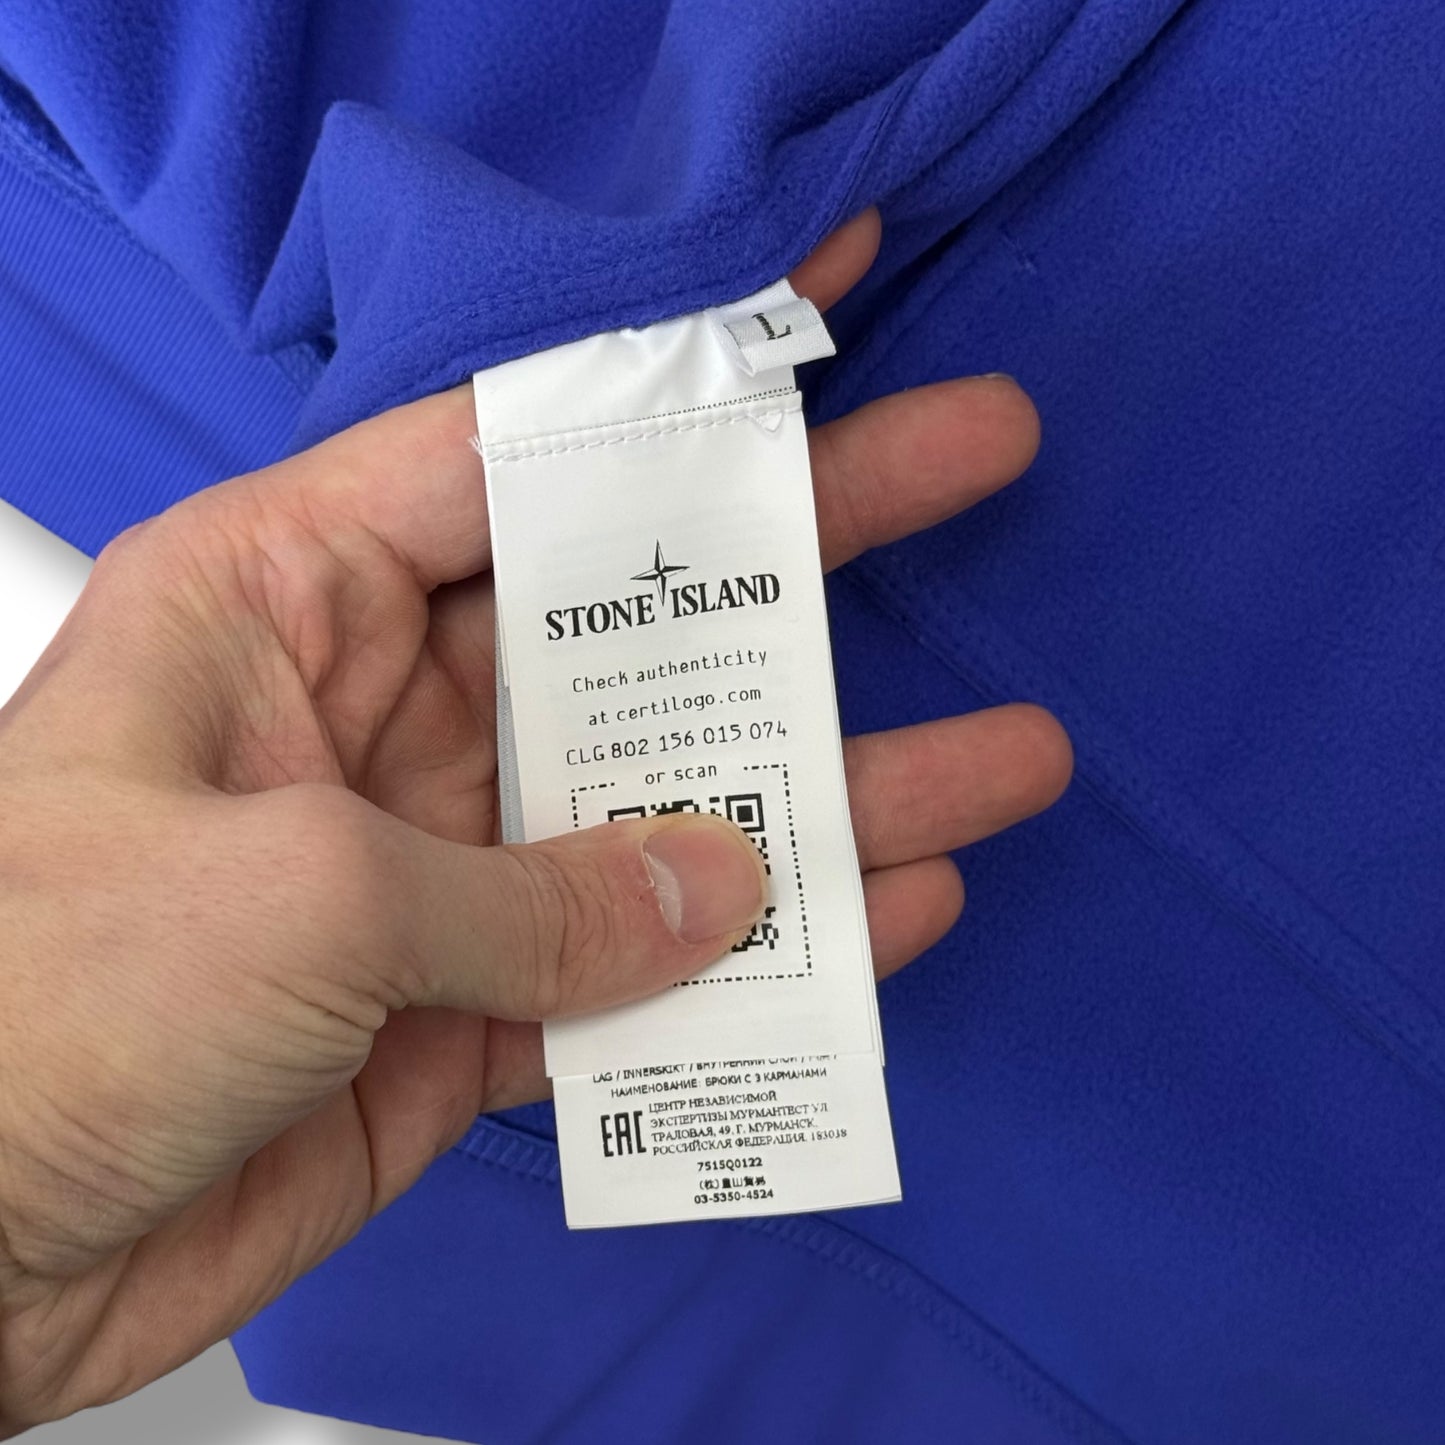 L
STONE ISLAND
Check authenticity
at certilogo.com
CLG 802 156 015 074
or scan
LAG / INNERSKIKT / ВНУТРЕННИЙ СЛОЙ /
НАИМЕНОВАНИЕ: БРЮКИ С 3 КАРМАНАМИ
EAC
ЦЕНТР НЕЗАВИСИМОЙ
ЭКСПЕРТИЗЫ МУРМАНТЕСТ УЛ
ТРАЛОВАЯ, 49, Г. МУРМАНСК,
РОССИЙСКАЯ ФЕДЕРАЦИЯ. 183038
7515Q0122
03-5350-4524